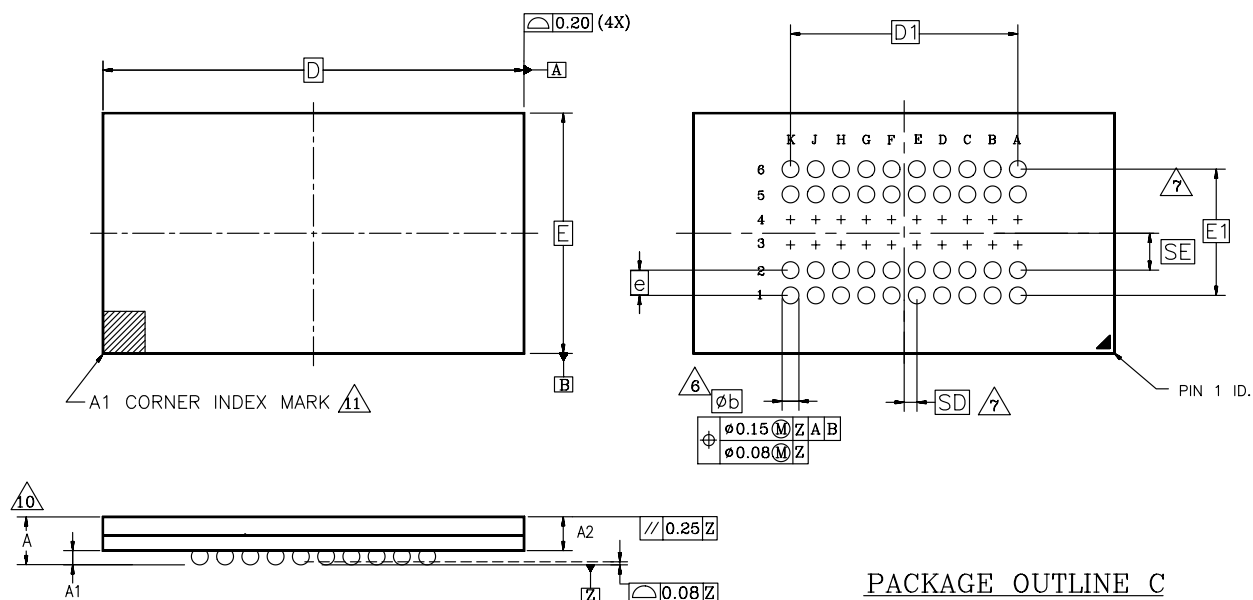 ⌓ 0.20 (4X)
D
A
D1
E
B
A1 CORNER INDEX MARK 11
K J H G F E D C B A
6
5
4
3
2
1
7
E1
SE
e
6
øb
⌖ ø0.15 Ⓜ Z A B
ø0.08 Ⓜ Z
SD 7
PIN 1 ID.
10
A
A1
A2
// 0.25 Z
Z
⌓ 0.08 Z
PACKAGE OUTLINE C